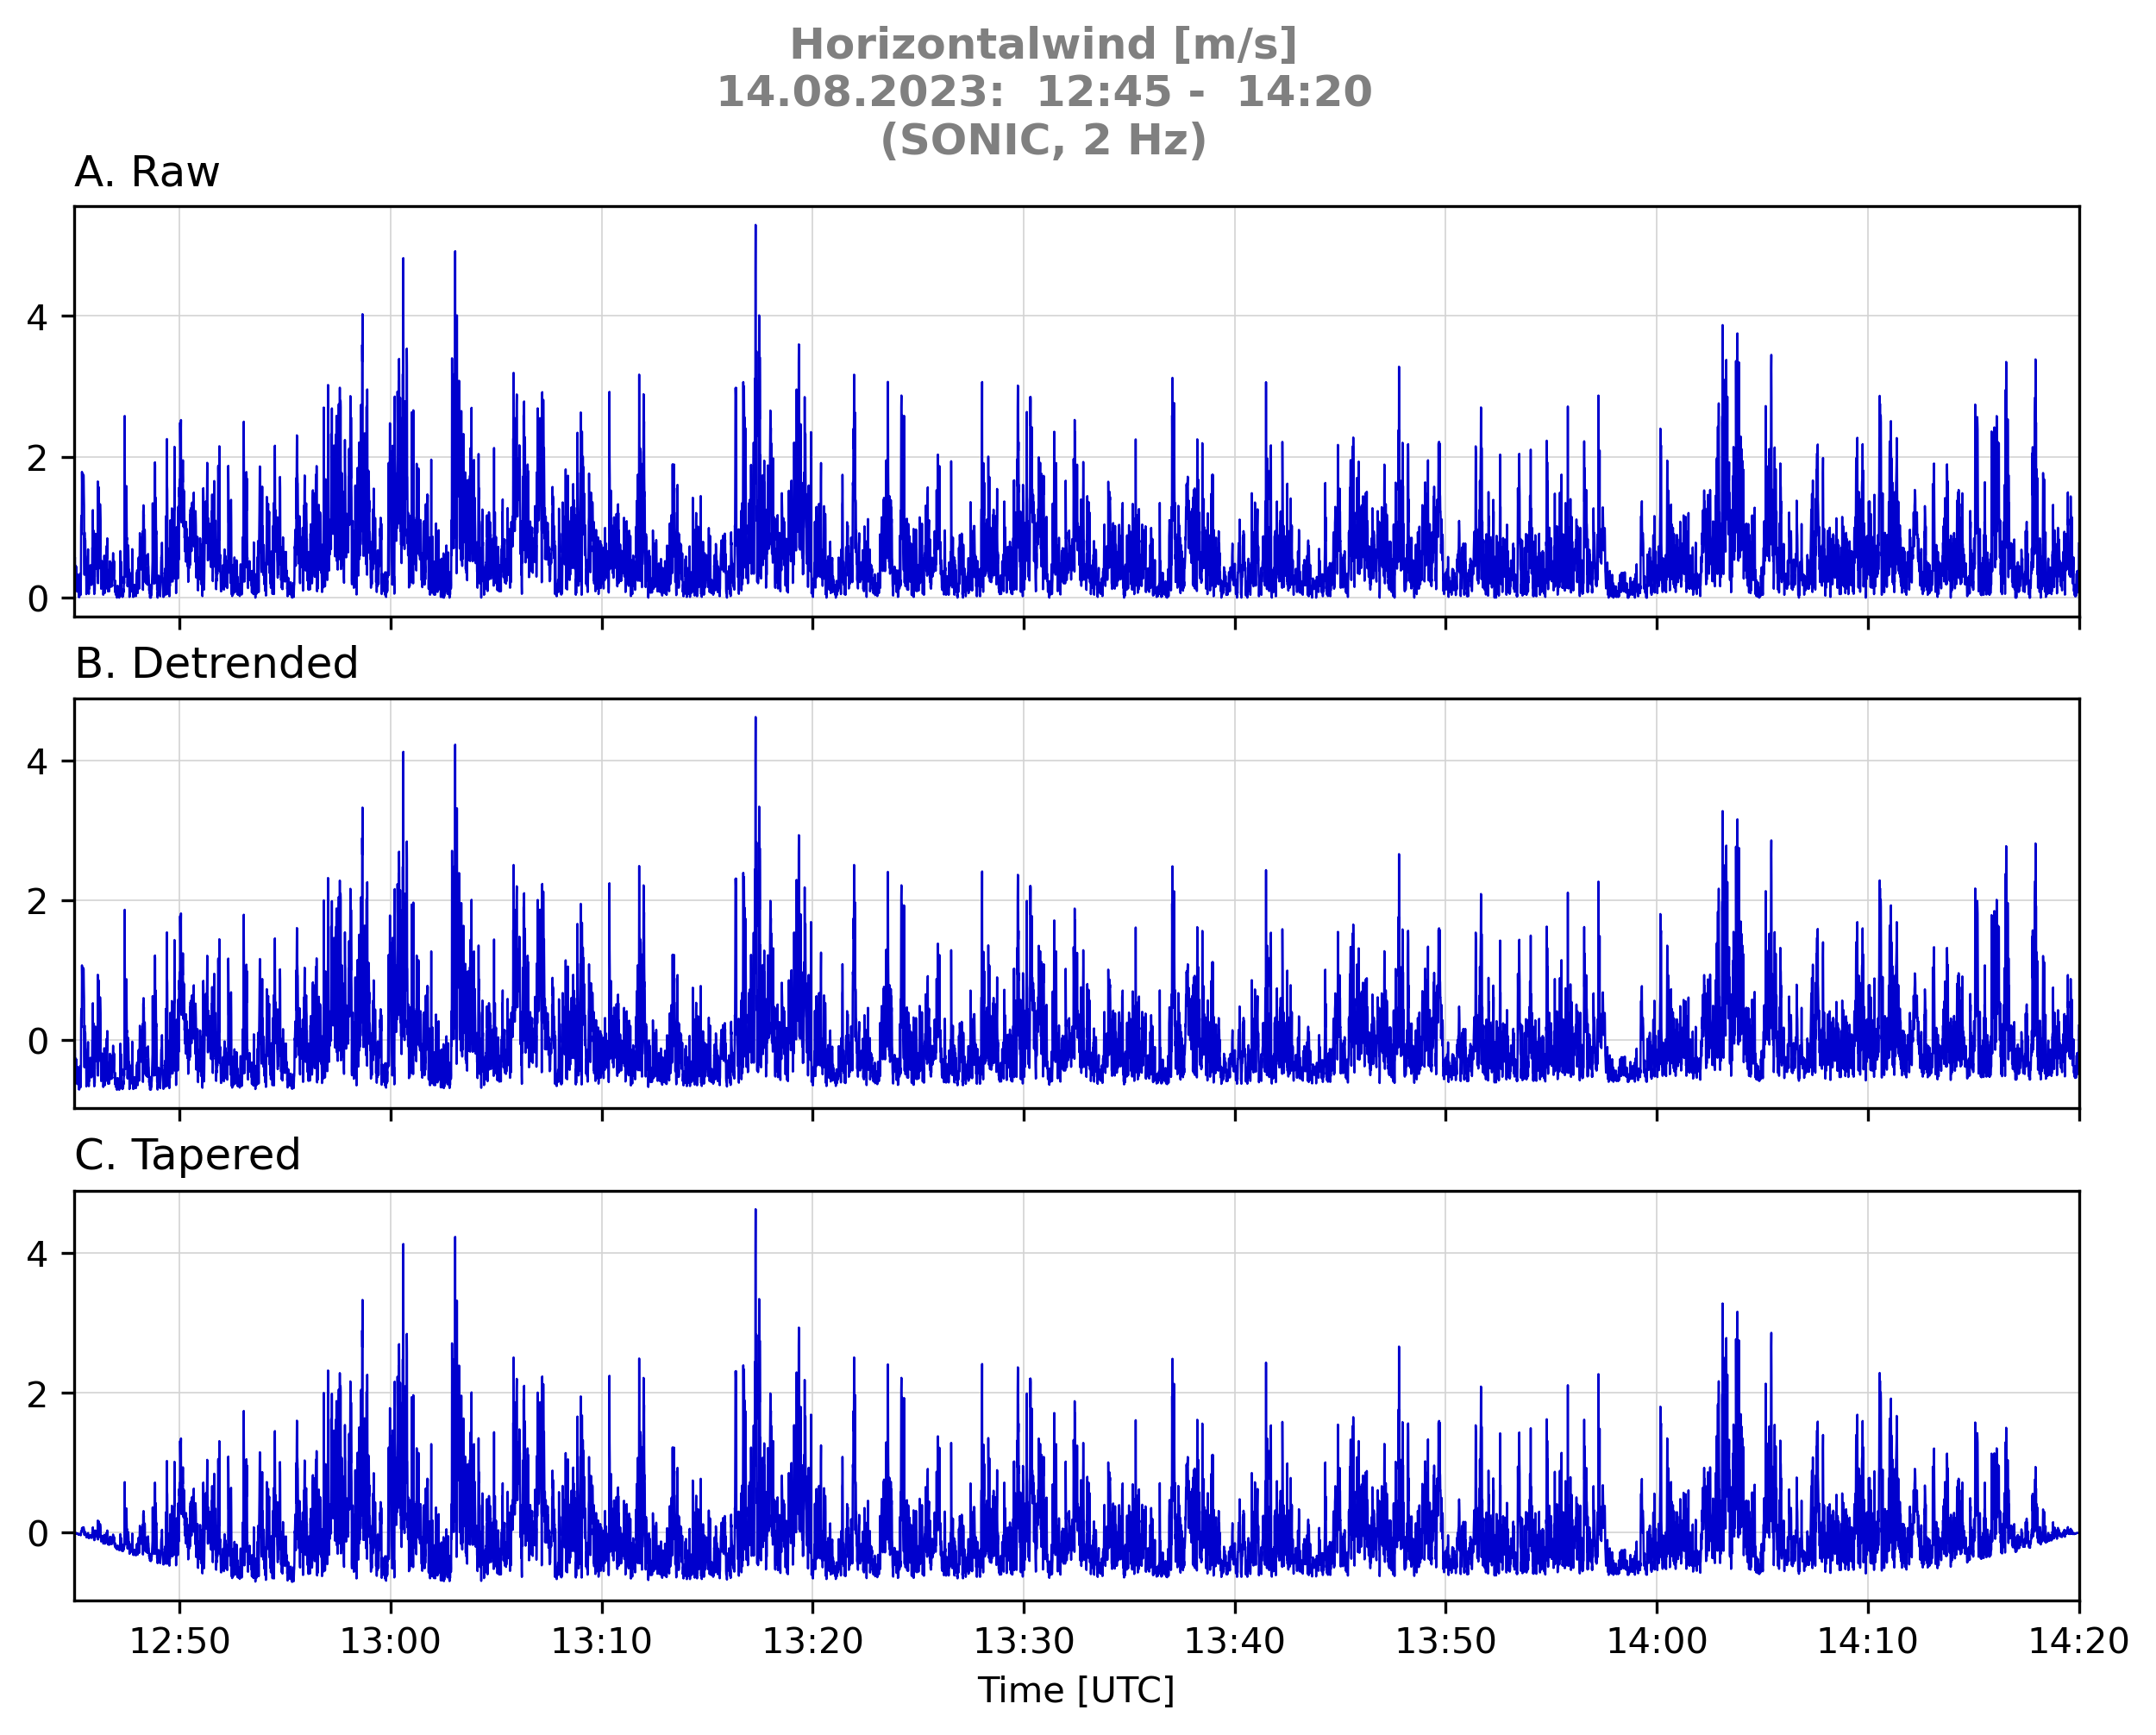 Horizontalwind [m/s]
14.08.2023:  12:45 -  14:20
(SONIC, 2 Hz)
A. Raw
4
2
0
B. Detrended
4
2
0
C. Tapered
4
2
0
12:50 13:00 13:10 13:20 13:30 13:40 13:50 14:00 14:10 14:20
Time [UTC]